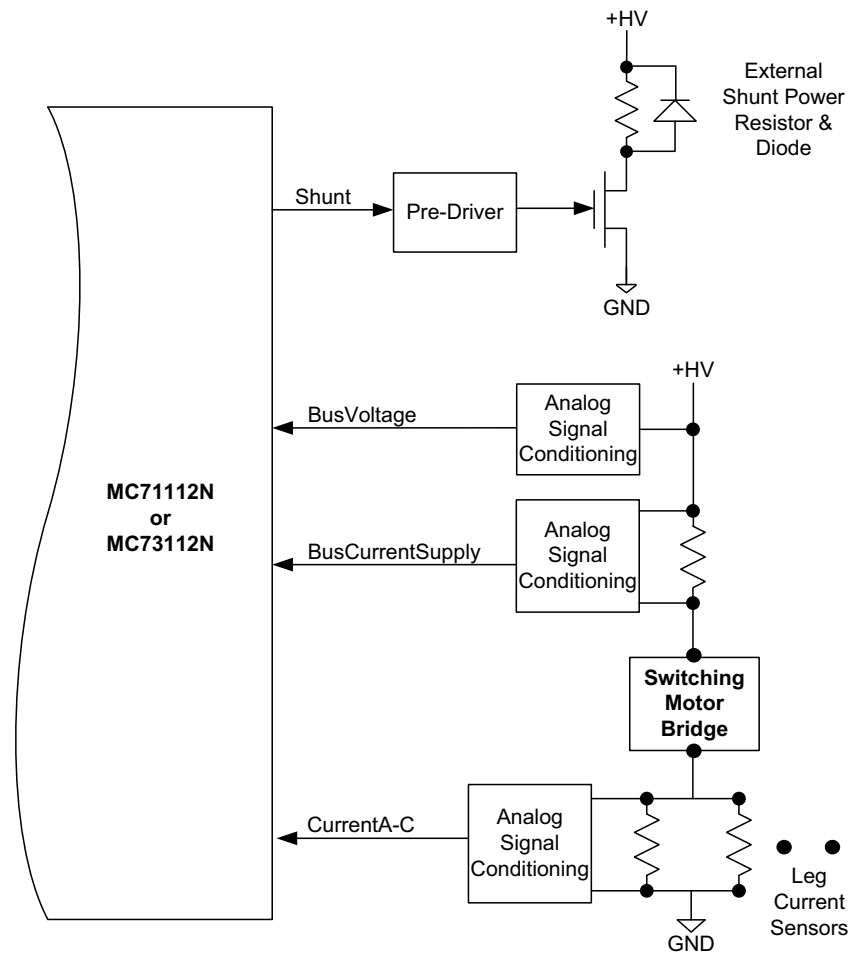 +HV
External
Shunt Power
Resistor &
Diode
Shunt
Pre-Driver
GND
+HV
BusVoltage
Analog
Signal
Conditioning
MC71112N
or
MC73112N
BusCurrentSupply
Analog
Signal
Conditioning
Switching
Motor
Bridge
CurrentA-C
Analog
Signal
Conditioning
Leg
Current
Sensors
GND